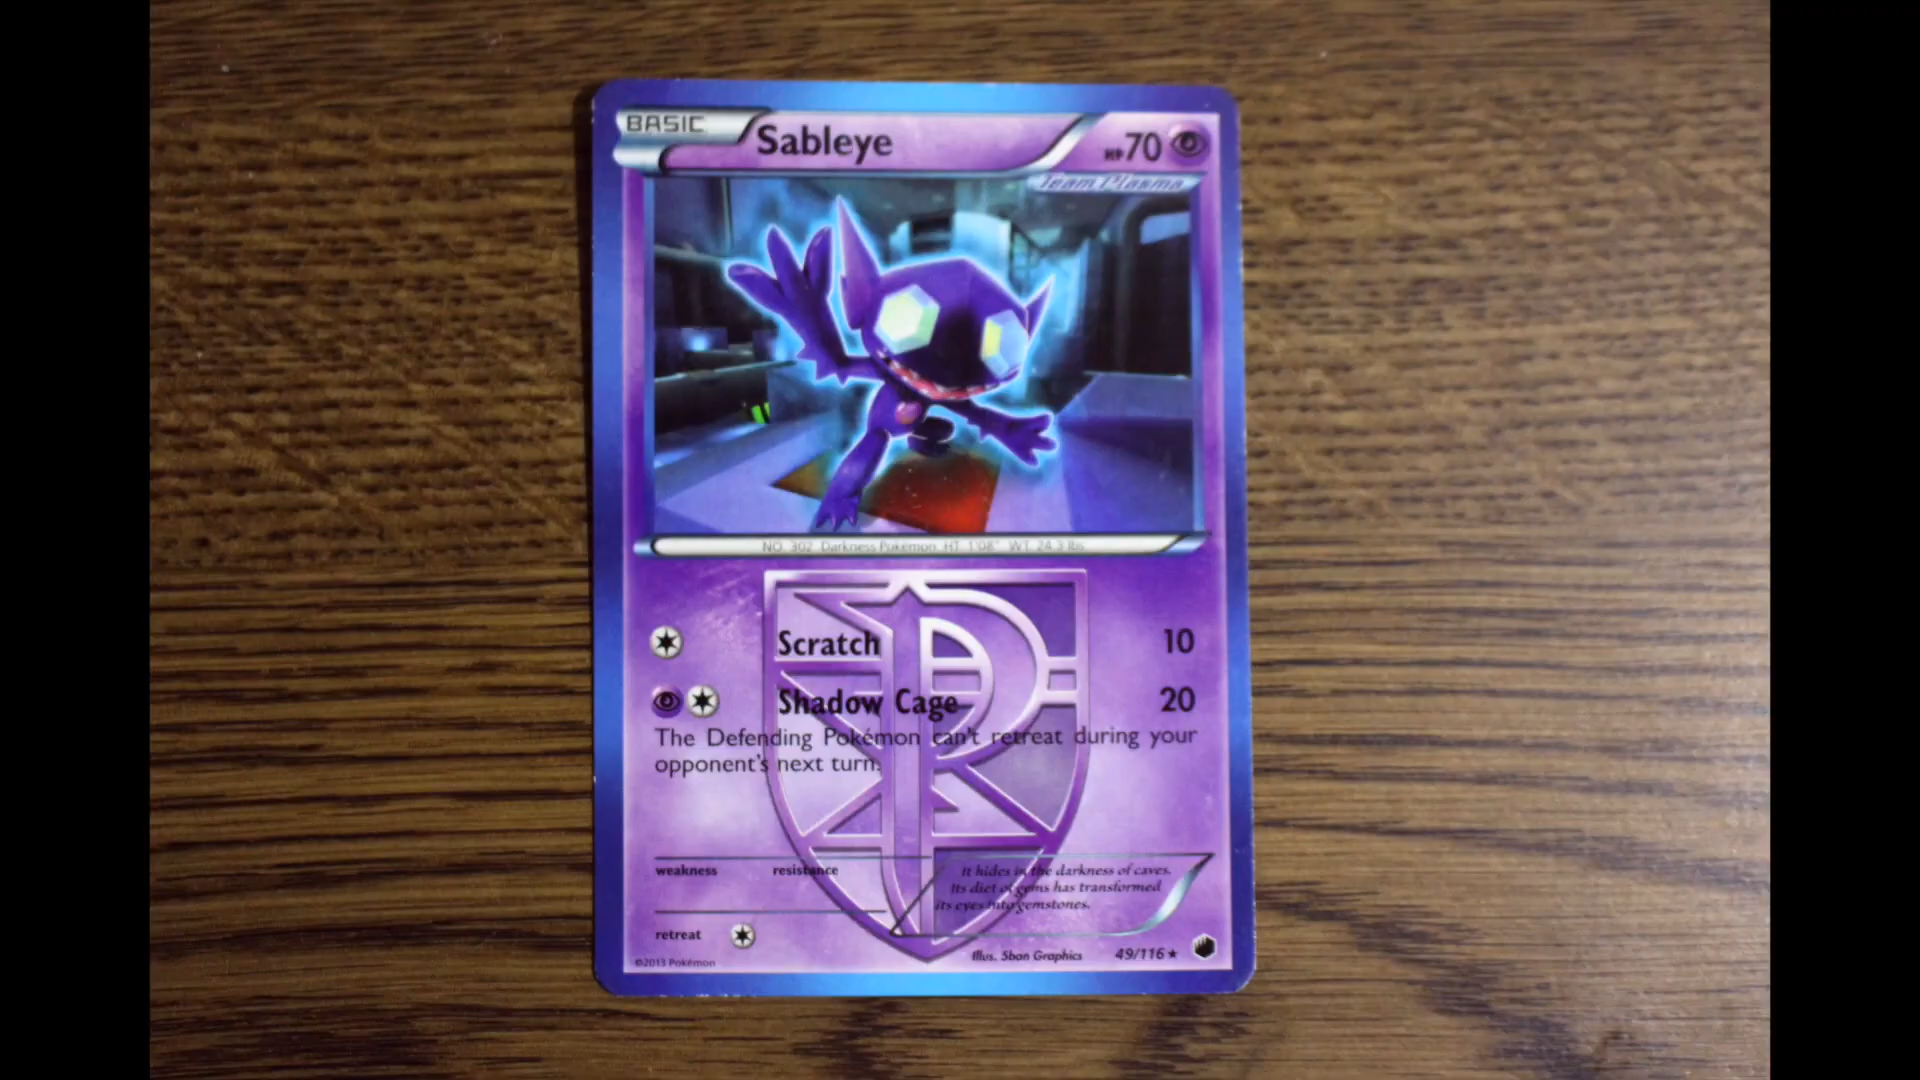 BASIC
Sableye
HP 70
Team Plasma
NO. 302 Darkness Pokémon HT. 1'08" WT. 24.3 lbs.
Scratch 10
Shadow Cage 20
The Defending Pokémon can't retreat during your
opponent's next turn.
weakness resistance
It hides in the darkness of caves.
Its diet of gems has transformed
its eyes into gemstones.
retreat
©2013 Pokémon
Illus. 5ban Graphics 49/116 ★